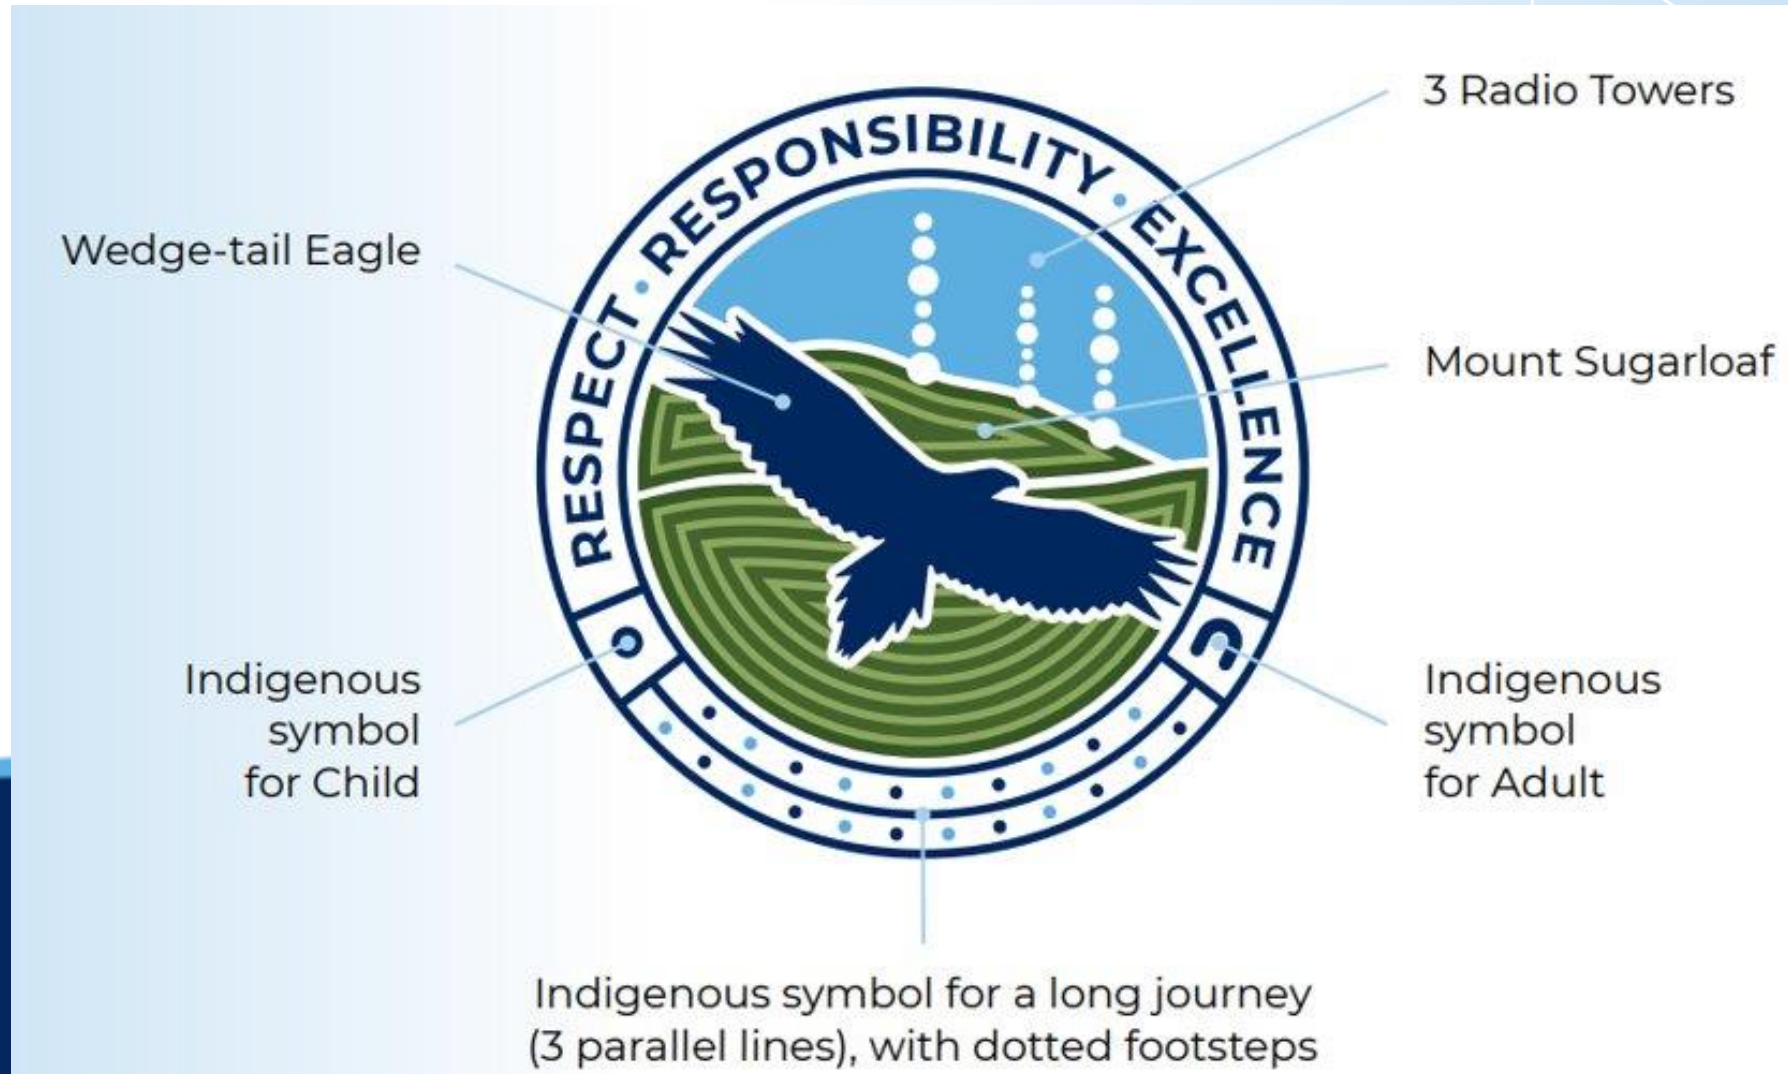 3 Radio Towers
RESPECT • RESPONSIBILITY • EXCELLENCE
Wedge-tail Eagle
Mount Sugarloaf
Indigenous
symbol
for Child
Indigenous
symbol
for Adult
Indigenous symbol for a long journey
(3 parallel lines), with dotted footsteps